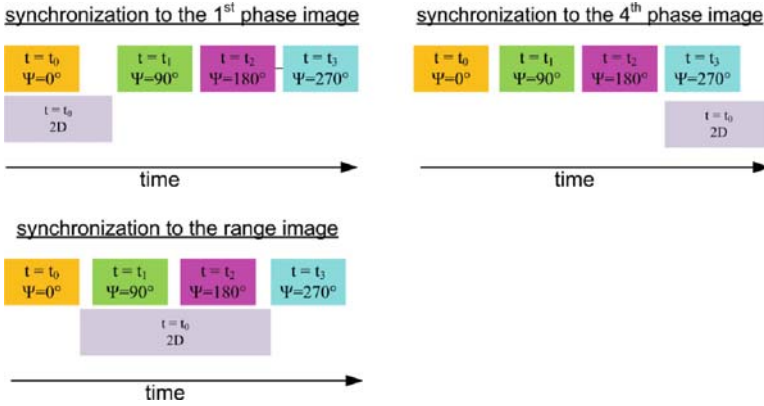 synchronization to the 1st phase image
t = t₀ t = t₁ t = t₂ t = t₃
Ψ=0° Ψ=90° Ψ=180° Ψ=270°
t = t₀
2D
time
synchronization to the 4th phase image
t = t₀ t = t₁ t = t₂ t = t₃
Ψ=0° Ψ=90° Ψ=180° Ψ=270°
t = t₀
2D
time
synchronization to the range image
t = t₀ t = t₁ t = t₂ t = t₃
Ψ=0° Ψ=90° Ψ=180° Ψ=270°
t = t₀
2D
time